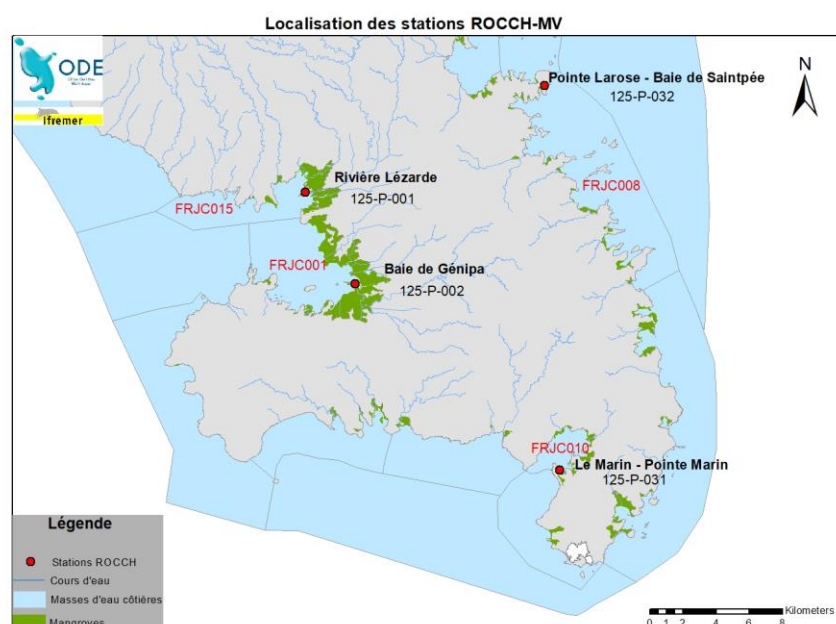 Localisation des stations ROCCH-MV
ODE
Ifremer
Pointe Larose - Baie de Saintpée
125-P-032
N
Rivière Lézarde
125-P-001
FRJC015
FRJC008
FRJC001
Baie de Génipa
125-P-002
FRJC010
Le Marin - Pointe Marin
125-P-031
Légende
Stations ROCCH
Cours d'eau
Masses d'eau côtières
Mangroves
Kilometers
0 1 2 4 6 8